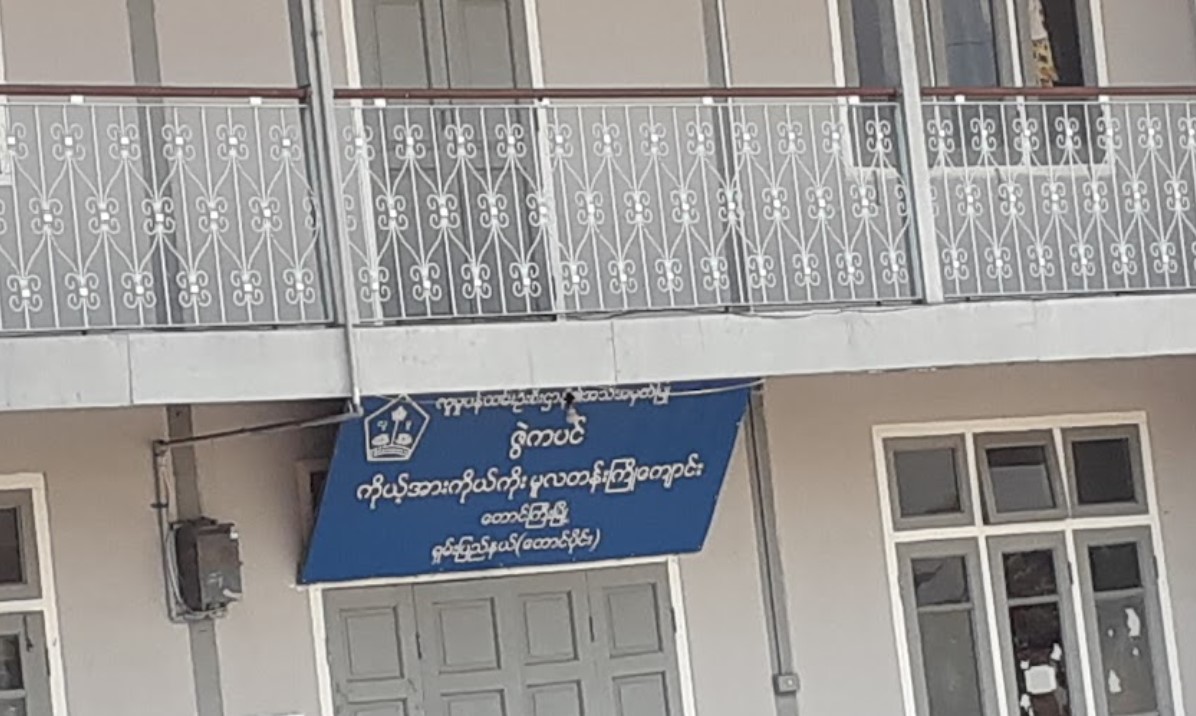 ဇွဲကပင်
ကိုယ့်အားကိုယ်ကိုး မူလတန်းကြိုကျောင်း
တောင်ကြီးမြို့
ရှမ်းပြည်နယ်(တောင်ပိုင်း)